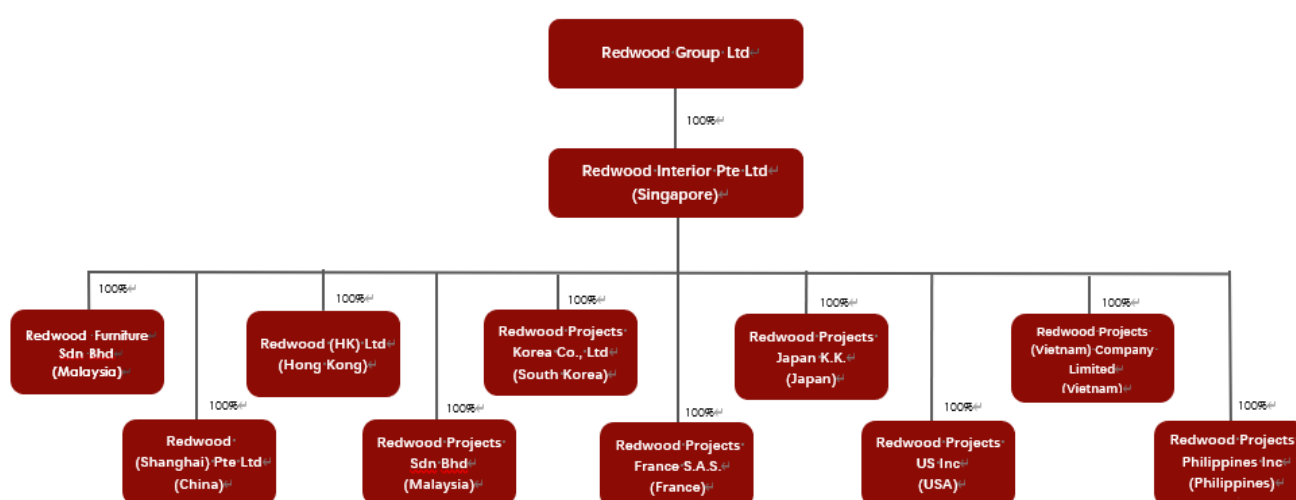 Redwood Group Ltd
100%
Redwood Interior Pte Ltd
(Singapore)
100%
Redwood Furniture
Sdn Bhd
(Malaysia)
100%
Redwood (HK) Ltd
(Hong Kong)
100%
Redwood Projects
Korea Co., Ltd
(South Korea)
100%
Redwood Projects
Japan K.K.
(Japan)
100%
Redwood Projects
(Vietnam) Company
Limited
(Vietnam)
100%
Redwood
(Shanghai) Pte Ltd
(China)
100%
Redwood Projects
Sdn Bhd
(Malaysia)
100%
Redwood Projects
France S.A.S.
(France)
100%
Redwood Projects
US Inc
(USA)
100%
Redwood Projects
Philippines Inc
(Philippines)